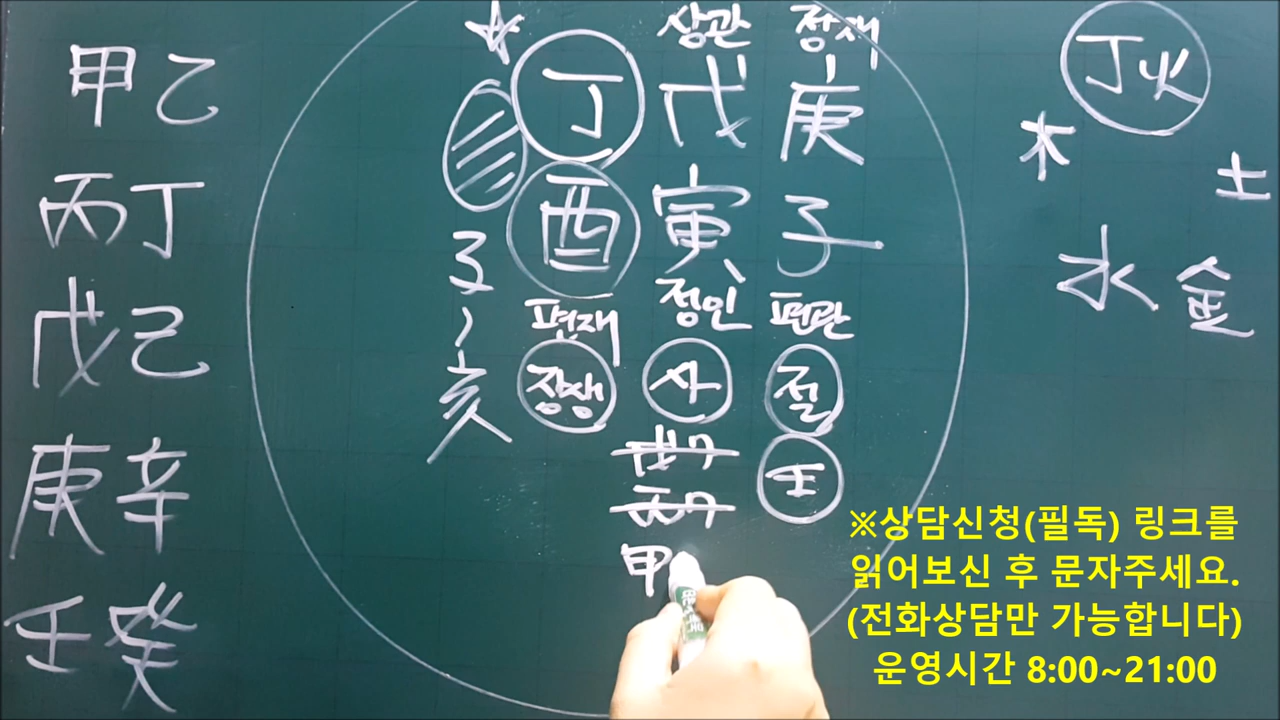 甲乙
丙丁
戊己
庚辛
壬癸
상관 정재
丁戊庚
酉寅子
子~亥
편재 정인 편관
장생 사 절
戊7
丙7
甲
壬
丁火
木 土
水 金
※상담신청(필독) 링크를
읽어보신 후 문자주세요.
(전화상담만 가능합니다)
운영시간 8:00~21:00